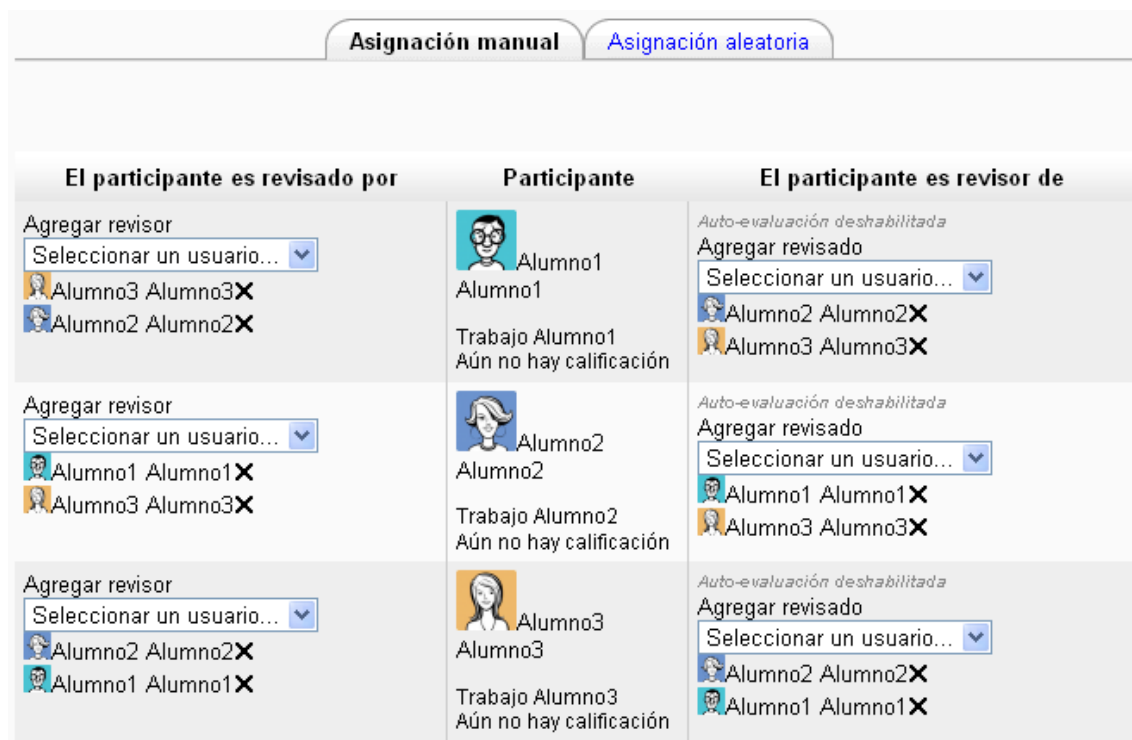 Asignación manual
Asignación aleatoria
El participante es revisado por
Participante
El participante es revisor de
Agregar revisor
Seleccionar un usuario...
Alumno3 Alumno3
Alumno2 Alumno2
Alumno1
Alumno1
Trabajo Alumno1
Aún no hay calificación
Auto-evaluación deshabilitada
Agregar revisado
Seleccionar un usuario...
Alumno2 Alumno2
Alumno3 Alumno3
Agregar revisor
Seleccionar un usuario...
Alumno1 Alumno1
Alumno3 Alumno3
Alumno2
Alumno2
Trabajo Alumno2
Aún no hay calificación
Auto-evaluación deshabilitada
Agregar revisado
Seleccionar un usuario...
Alumno1 Alumno1
Alumno3 Alumno3
Agregar revisor
Seleccionar un usuario...
Alumno2 Alumno2
Alumno1 Alumno1
Alumno3
Alumno3
Trabajo Alumno3
Aún no hay calificación
Auto-evaluación deshabilitada
Agregar revisado
Seleccionar un usuario...
Alumno2 Alumno2
Alumno1 Alumno1